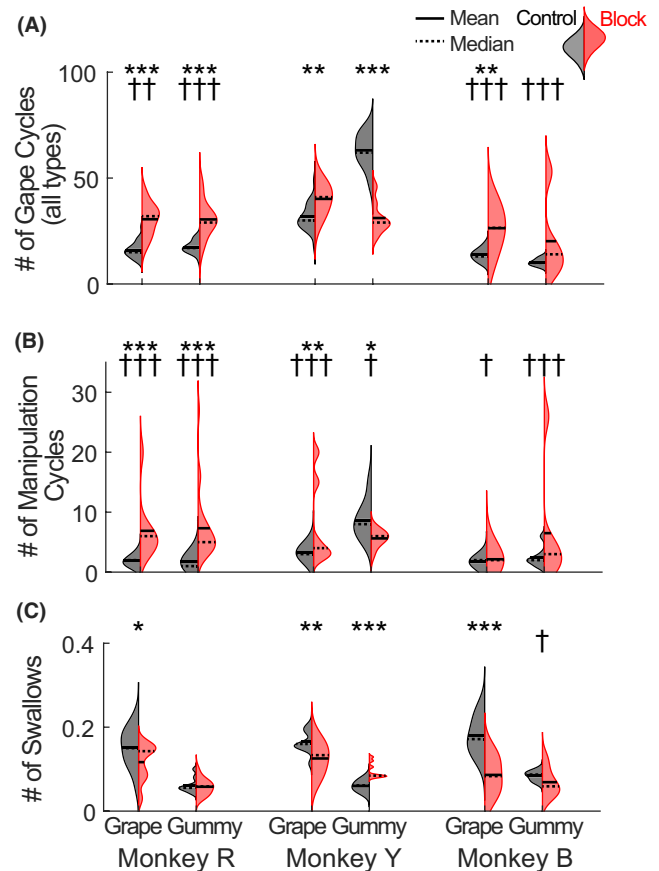 (A)
Mean Control Block
Median
# of Gape Cycles
(all types)
100
50
0
*** *** ** *** **
†† ††† ††† †††
(B)
# of Manipulation
Cycles
30
20
10
0
*** *** ** *
††† ††† ††† † † †††
(C)
# of Swallows
0.4
0.2
0
* ** *** *** †
Grape Gummy Grape Gummy Grape Gummy
Monkey R Monkey Y Monkey B